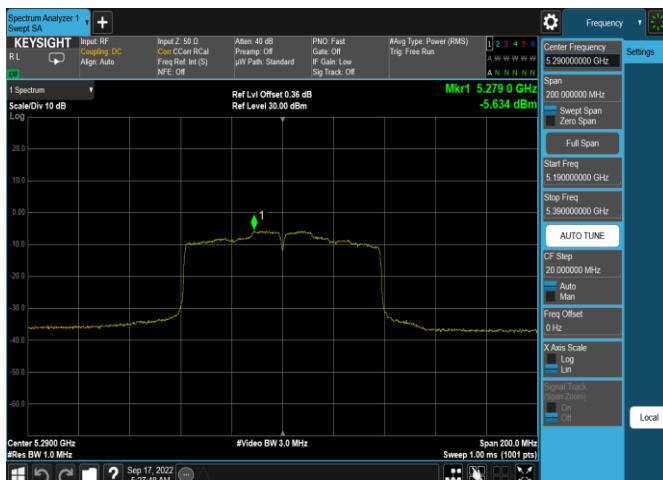 Spectrum Analyzer 1
Swept SA
+
Frequency
KEYSIGHT
RL
Input: RF
Coupling: DC
Align: Auto
Input Z: 50 Ω
Corr CCorr RCal
Freq Ref: Int (S)
NFE: Off
Atten: 40 dB
Preamp: Off
µW Path: Standard
PNO: Fast
Gate: Off
IF Gain: Low
Sig Track: Off
#Avg Type: Power (RMS)
Trig: Free Run
1 2 3 4 5 6
A W W W W W
A N N N N N
1 Spectrum
Scale/Div 10 dB
Log
Ref Lvl Offset 0.36 dB
Ref Level 30.00 dBm
Mkr1 5.279 0 GHz
-5.634 dBm
20.0
10.0
0.00
-10.0
-20.0
-30.0
-40.0
-50.0
-60.0
1
Center 5.2900 GHz
#Res BW 1.0 MHz
#Video BW 3.0 MHz
Span 200.0 MHz
Sweep 1.00 ms (1001 pts)
Center Frequency
5.290000000 GHz
Settings
Span
200.000000 MHz
Swept Span
Zero Span
Full Span
Start Freq
5.190000000 GHz
Stop Freq
5.390000000 GHz
AUTO TUNE
CF Step
20.000000 MHz
Auto
Man
Freq Offset
0 Hz
X Axis Scale
Log
Lin
Signal Track
(Span Zoom)
On
Off
Local
?
Sep 17, 2022